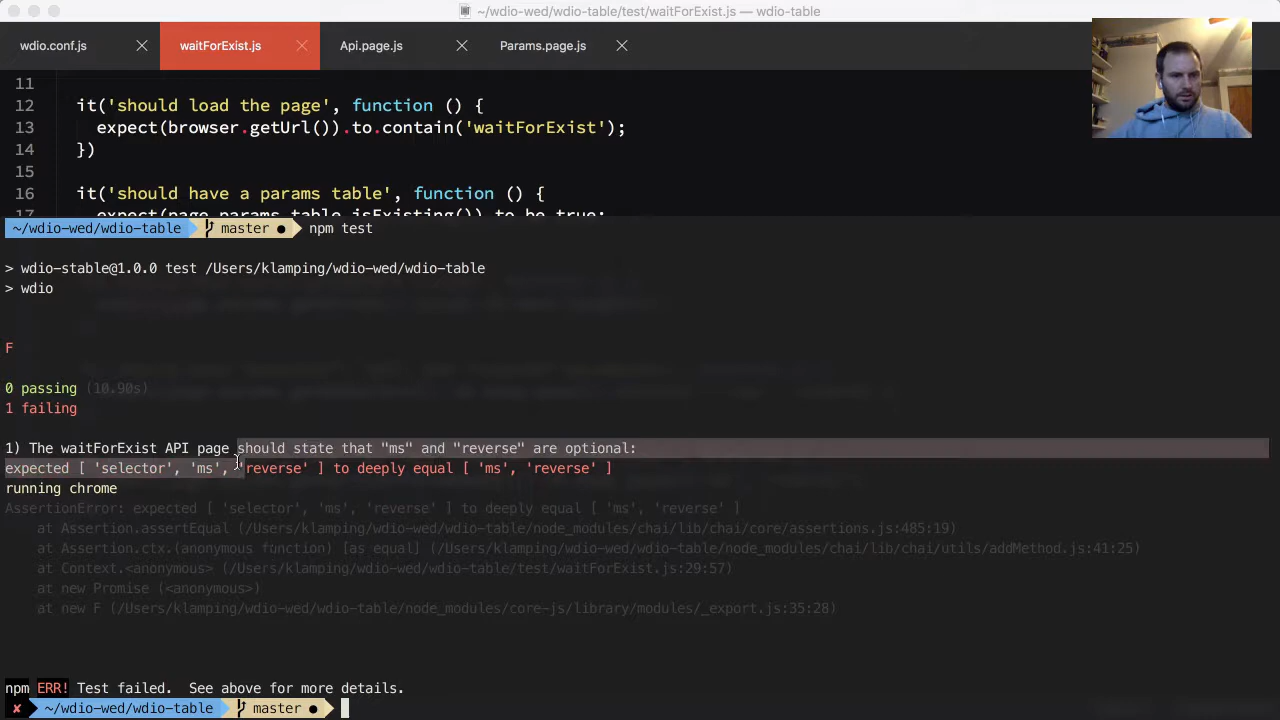 ~/wdio-wed/wdio-table/test/waitForExist.js — wdio-table
wdio.conf.js
waitForExist.js
Api.page.js
Params.page.js
11
12 it('should load the page', function () {
13 expect(browser.getUrl()).to.contain('waitForExist');
14 })
15
16 it('should have a params table', function () {
17 expect(page.params.table.isExisting()).to.be.true;
~/wdio-wed/wdio-table master ● npm test
> wdio-stable@1.0.0 test /Users/klamping/wdio-wed/wdio-table
> wdio
F
0 passing (10.90s)
1 failing
1) The waitForExist API page should state that "ms" and "reverse" are optional:
expected [ 'selector', 'ms', 'reverse' ] to deeply equal [ 'ms', 'reverse' ]
running chrome
AssertionError: expected [ 'selector', 'ms', 'reverse' ] to deeply equal [ 'ms', 'reverse' ]
at Assertion.assertEqual (/Users/klamping/wdio-wed/wdio-table/node_modules/chai/lib/chai/core/assertions.js:485:19)
at Assertion.ctx.(anonymous function) [as equal] (/Users/klamping/wdio-wed/wdio-table/node_modules/chai/lib/chai/utils/addMethod.js:41:25)
at Context.<anonymous> (/Users/klamping/wdio-wed/wdio-table/test/waitForExist.js:29:57)
at new Promise (<anonymous>)
at new F (/Users/klamping/wdio-wed/wdio-table/node_modules/core-js/library/modules/_export.js:35:28)
npm ERR! Test failed. See above for more details.
✘ ~/wdio-wed/wdio-table master ●